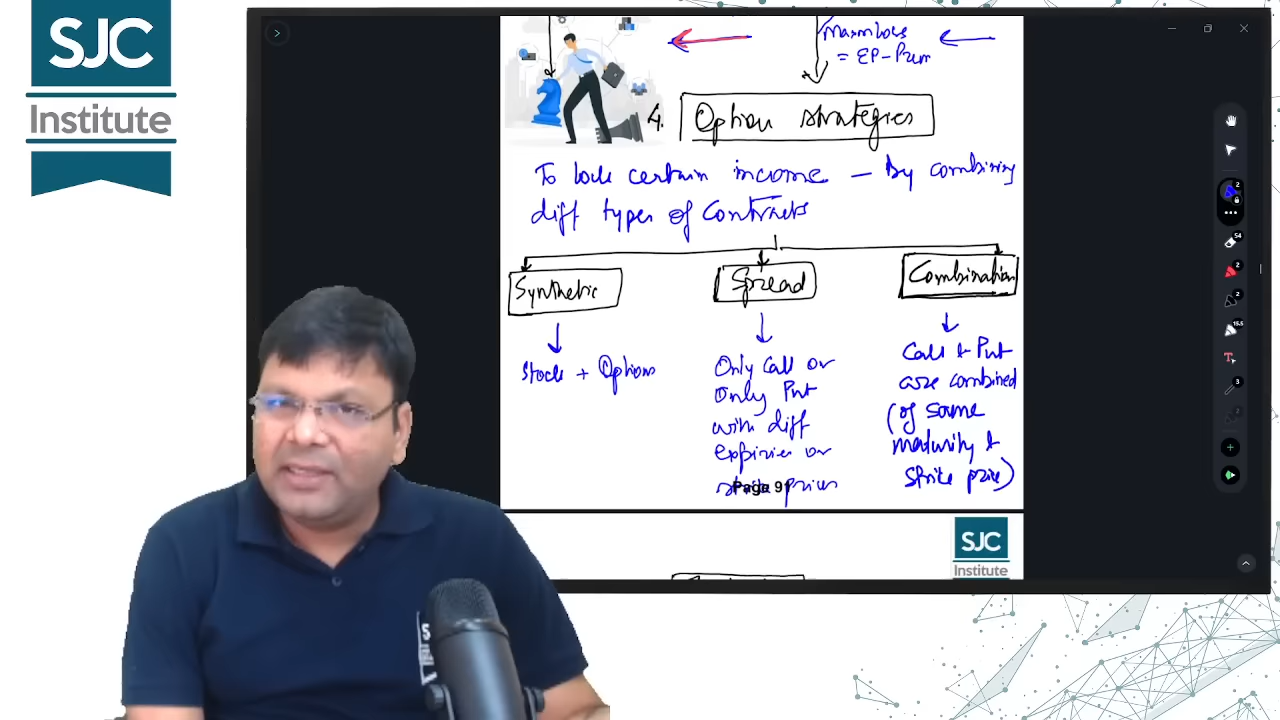 SJC
Institute
Max loss
= EP - Prem
4. Option strategies
To lock certain income - By combining
diff types of Contracts
Synthetic
Spread
Combination
Stock + Options
Only Call or
only Put
with diff
expiries or
strike prices
Call & Put
are combined
(of same
maturity &
Strike price)
Page 91
SJC
Institute